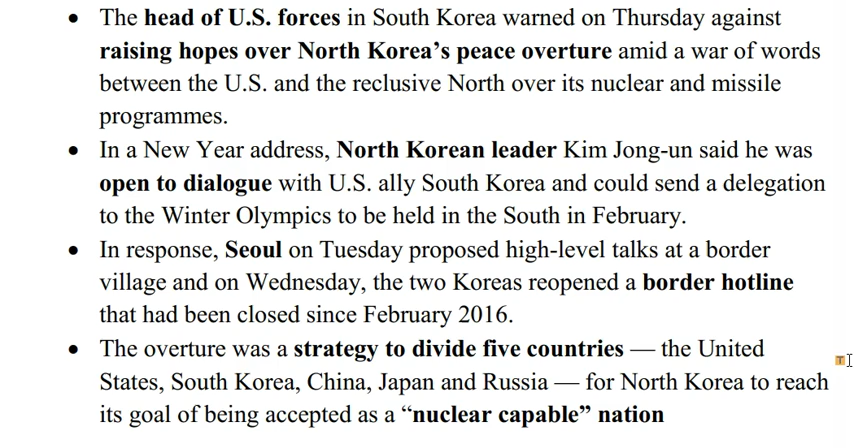 • The head of U.S. forces in South Korea warned on Thursday against
raising hopes over North Korea’s peace overture amid a war of words
between the U.S. and the reclusive North over its nuclear and missile
programmes.
• In a New Year address, North Korean leader Kim Jong-un said he was
open to dialogue with U.S. ally South Korea and could send a delegation
to the Winter Olympics to be held in the South in February.
• In response, Seoul on Tuesday proposed high-level talks at a border
village and on Wednesday, the two Koreas reopened a border hotline
that had been closed since February 2016.
• The overture was a strategy to divide five countries — the United
States, South Korea, China, Japan and Russia — for North Korea to reach
its goal of being accepted as a “nuclear capable” nation